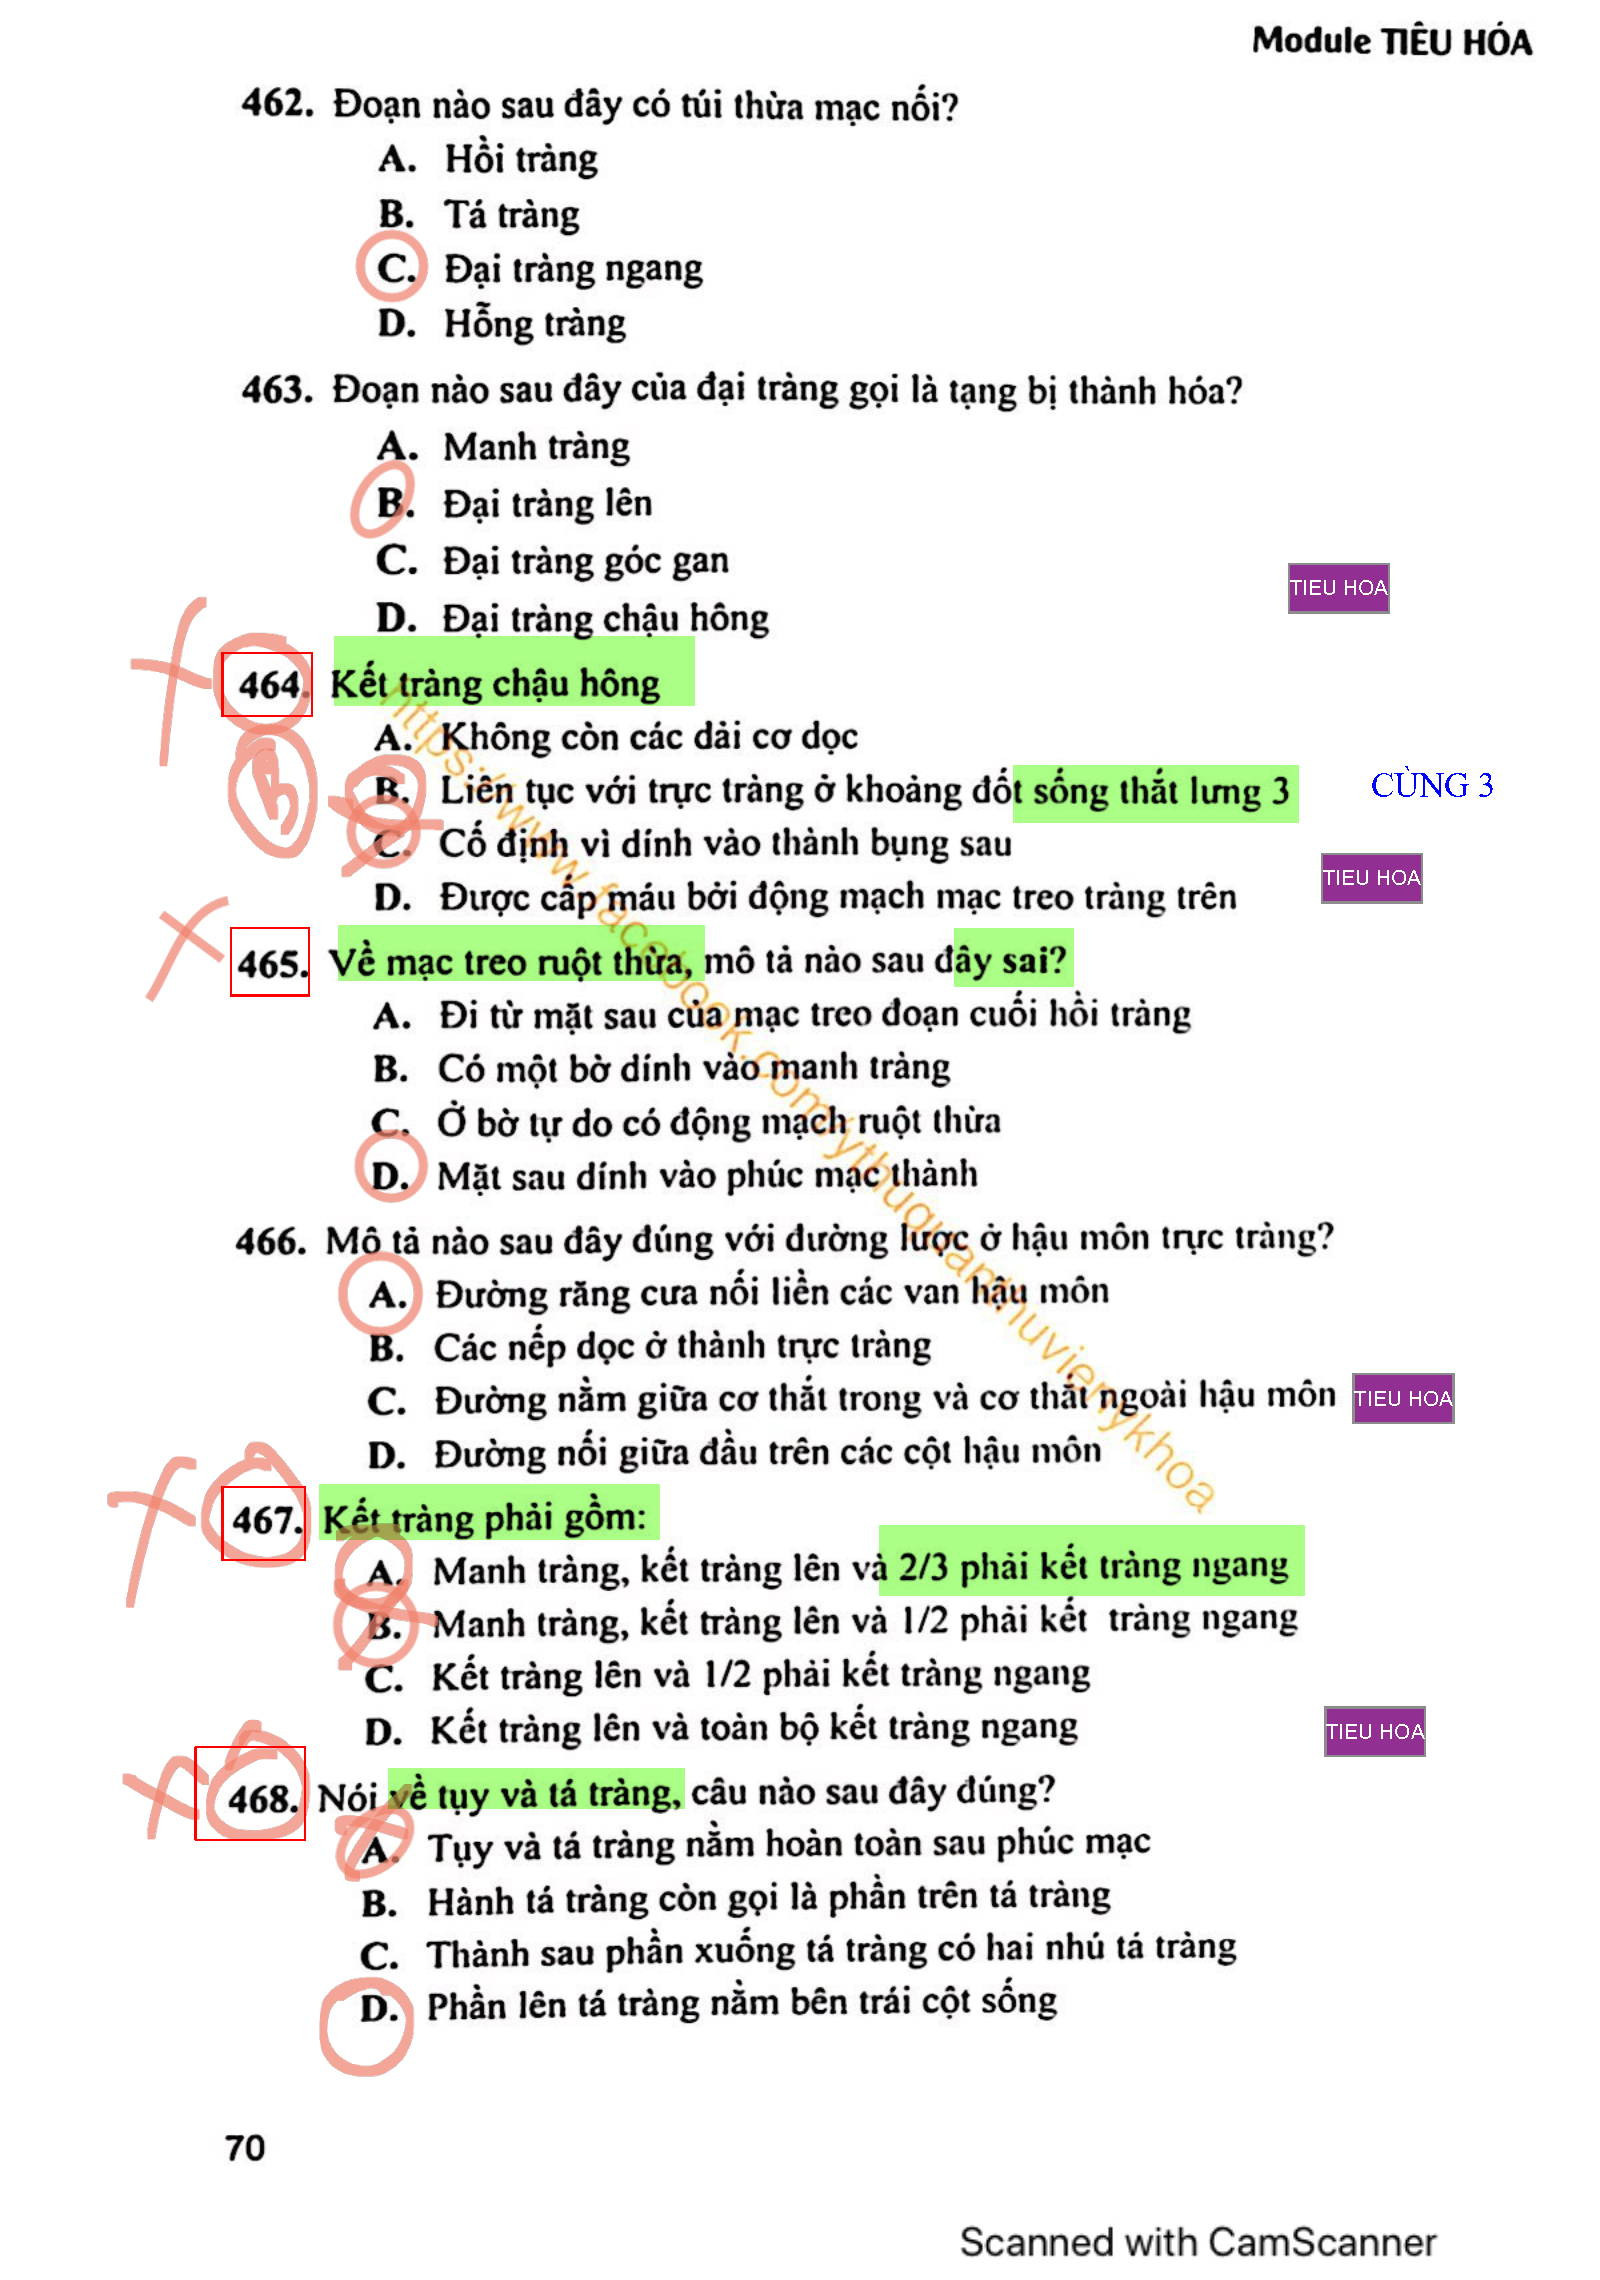 Module TIÊU HÓA
462. Đoạn nào sau đây có túi thừa mạc nối?
A. Hồi tràng
B. Tá tràng
C. Đại tràng ngang
D. Hỗng tràng
463. Đoạn nào sau đây của đại tràng gọi là tạng bị thành hóa?
A. Manh tràng
B. Đại tràng lên
C. Đại tràng góc gan
TIEU HOA
D. Đại tràng chậu hông
464. Kết tràng chậu hông
A. Không còn các dải cơ dọc
B. Liên tục với trực tràng ở khoảng đốt sống thắt lưng 3 CÙNG 3
C. Cố định vì dính vào thành bụng sau
D. Được cấp máu bởi động mạch mạc treo tràng trên TIEU HOA
465. Về mạc treo ruột thừa, mô tả nào sau đây sai?
A. Đi từ mặt sau của mạc treo đoạn cuối hồi tràng
B. Có một bờ dính vào manh tràng
C. Ở bờ tự do có động mạch ruột thừa
D. Mặt sau dính vào phúc mạc thành
466. Mô tả nào sau đây đúng với đường lược ở hậu môn trực tràng?
A. Đường răng cưa nối liền các van hậu môn
B. Các nếp dọc ở thành trực tràng
C. Đường nằm giữa cơ thắt trong và cơ thắt ngoài hậu môn TIEU HOA
D. Đường nối giữa đầu trên các cột hậu môn
467. Kết tràng phải gồm:
A. Manh tràng, kết tràng lên và 2/3 phải kết tràng ngang
B. Manh tràng, kết tràng lên và 1/2 phải kết tràng ngang
C. Kết tràng lên và 1/2 phải kết tràng ngang
D. Kết tràng lên và toàn bộ kết tràng ngang TIEU HOA
468. Nói về tụy và tá tràng, câu nào sau đây đúng?
A. Tụy và tá tràng nằm hoàn toàn sau phúc mạc
B. Hành tá tràng còn gọi là phần trên tá tràng
C. Thành sau phần xuống tá tràng có hai nhú tá tràng
D. Phần lên tá tràng nằm bên trái cột sống
https://www.facebook.com/ythuquanthuvienykhoa
70
Scanned with CamScanner